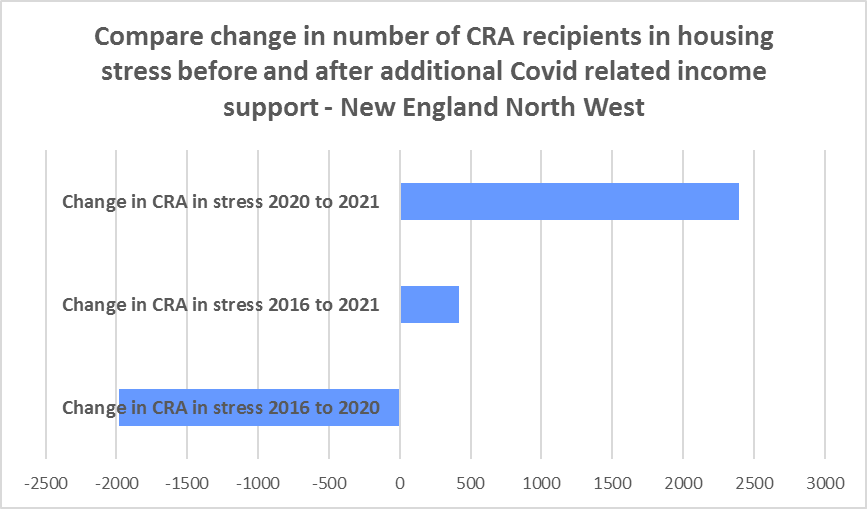 Compare change in number of CRA recipients in housing
stress before and after additional Covid related income
support - New England North West
Change in CRA in stress 2020 to 2021
Change in CRA in stress 2016 to 2021
Change in CRA in stress 2016 to 2020
-2500 -2000 -1500 -1000 -500 0 500 1000 1500 2000 2500 3000